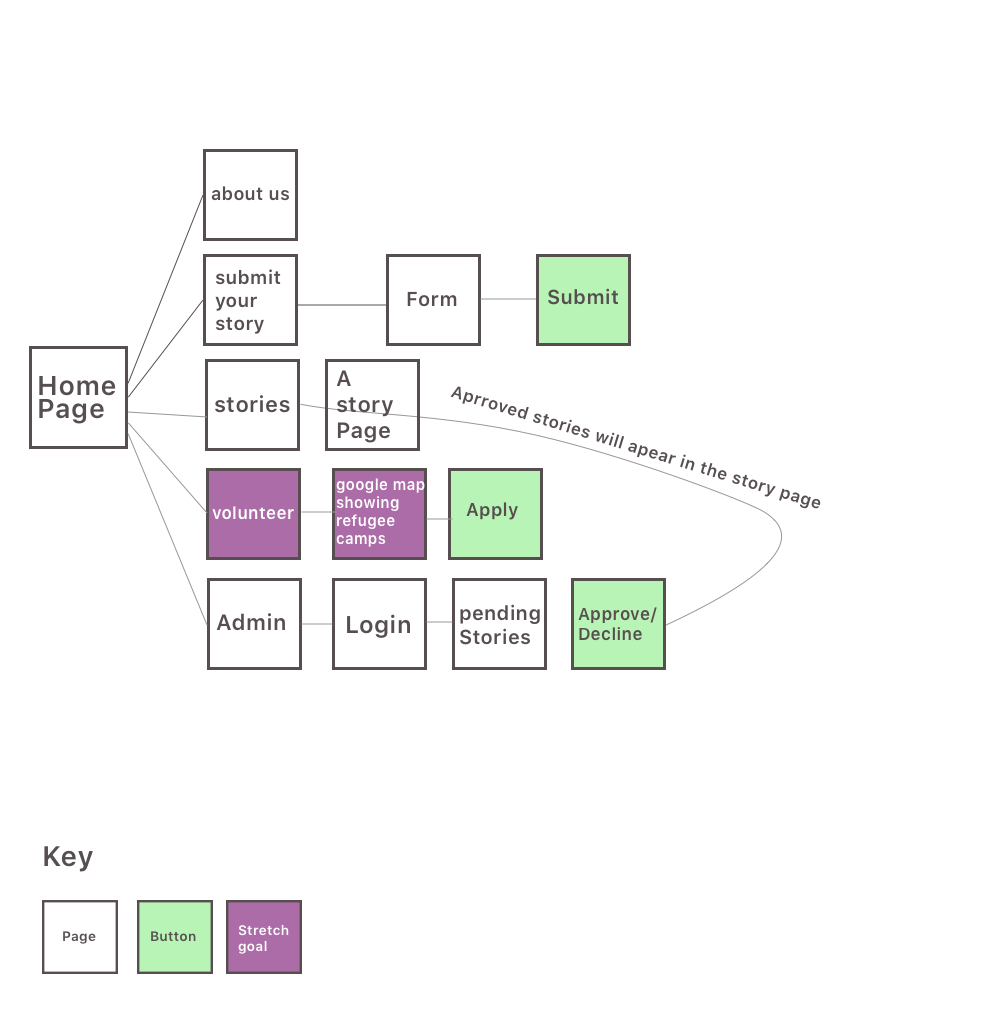 about us
submit
your
story
Form
Submit
Home
Page
stories
A
story
Page
Aprroved stories will apear in the story page
volunteer
google map
showing
refugee
camps
Apply
Admin
Login
pending
Stories
Approve/
Decline
Key
Page
Button
Stretch
goal